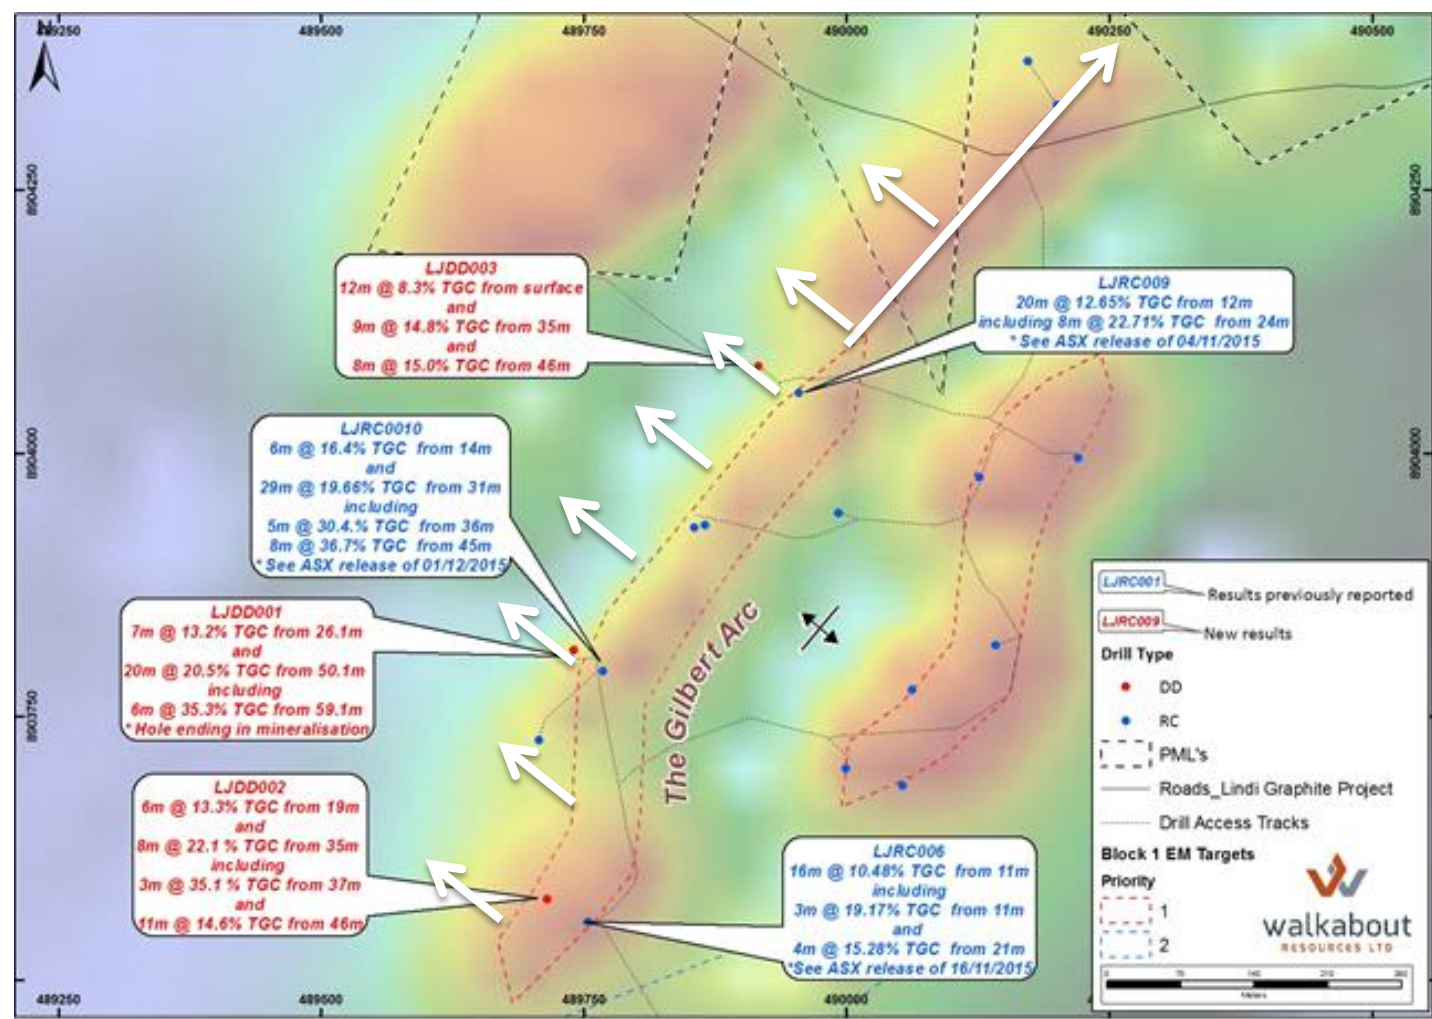 N
489250
489500
489750
490000
490250
490500
8904250
8904250
LJDD003
12m @ 8.3% TGC from surface
and
9m @ 14.8% TGC from 35m
and
8m @ 15.0% TGC from 46m
LJRC009
20m @ 12.65% TGC from 12m
including 8m @ 22.71% TGC from 24m
* See ASX release of 04/11/2015
LJRC0010
6m @ 16.4% TGC from 14m
and
29m @ 19.66% TGC from 31m
including
5m @ 30.4.% TGC from 36m
8m @ 36.7% TGC from 45m
* See ASX release of 01/12/2015
8904000
8904000
LJDD001
7m @ 13.2% TGC from 26.1m
and
20m @ 20.5% TGC from 50.1m
including
6m @ 35.3% TGC from 59.1m
* Hole ending in mineralisation
8903750
The Gilbert Arc
LJDD002
6m @ 13.3% TGC from 19m
and
8m @ 22.1 % TGC from 35m
including
3m @ 35.1 % TGC from 37m
and
11m @ 14.6% TGC from 46m
LJRC006
16m @ 10.48% TGC from 11m
including
3m @ 19.17% TGC from 11m
and
4m @ 15.28% TGC from 21m
*See ASX release of 16/11/2015
LJRC001
Results previously reported
LJRC009
New results
Drill Type
DD
RC
PML's
Roads_Lindi Graphite Project
Drill Access Tracks
Block 1 EM Targets
Priority
1
2
walkabout
RESOURCES LTD
0 70 140 210 280
Meters
489250
489500
489750
490000